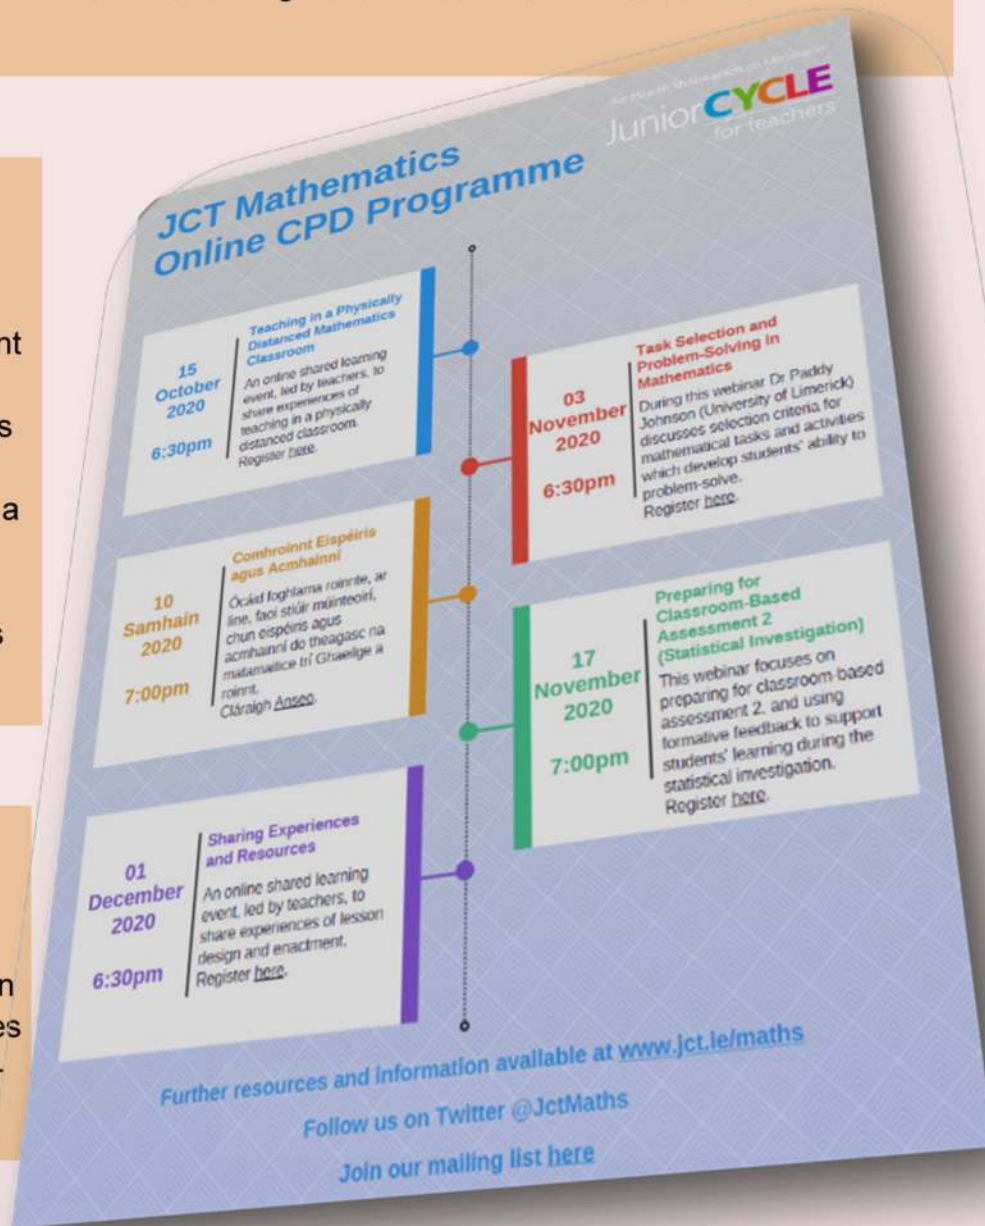 Junior CYCLE
for teachers
JCT Mathematics
Online CPD Programme
15
October
2020
6:30pm
Teaching in a Physically
Distanced Mathematics
Classroom
An online shared learning
event, led by teachers, to
share experiences of
teaching in a physically
distanced classroom.
Register here.
03
November
2020
6:30pm
Task Selection and
Problem-Solving in
Mathematics
During this webinar Dr Paddy
Johnson (University of Limerick)
discusses selection criteria for
mathematical tasks and activities
which develop students' ability to
problem-solve.
Register here.
10
Samhain
2020
7:00pm
Comhroinnt Eispéiris
agus Acmhainní
Ócáid foghlama roinnte, ar
líne, faoi stiúir múinteoirí,
chun eispéiris agus
acmhainní do theagasc na
matamaitice trí Ghaeilge a
roinnt.
Cláraigh Anseo.
17
November
2020
7:00pm
Preparing for
Classroom-Based
Assessment 2
(Statistical Investigation)
This webinar focuses on
preparing for classroom-based
assessment 2, and using
formative feedback to support
students' learning during the
statistical investigation.
Register here.
01
December
2020
6:30pm
Sharing Experiences
and Resources
An online shared learning
event, led by teachers, to
share experiences of lesson
design and enactment.
Register here.
Further resources and information available at www.jct.ie/maths
Follow us on Twitter @JctMaths
Join our mailing list here